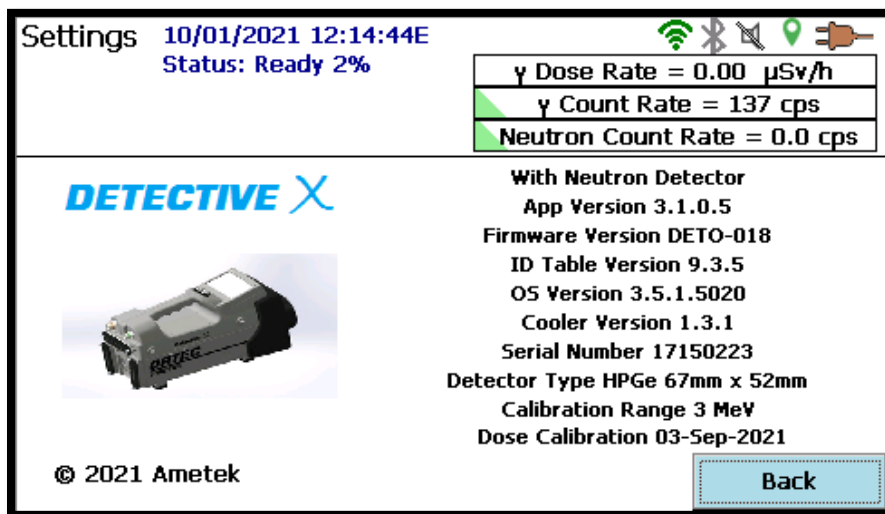 Settings 10/01/2021 12:14:44E
Status: Ready 2%
γ Dose Rate = 0.00 µSv/h
γ Count Rate = 137 cps
Neutron Count Rate = 0.0 cps
DETECTIVE X
With Neutron Detector
App Version 3.1.0.5
Firmware Version DETO-018
ID Table Version 9.3.5
OS Version 3.5.1.5020
Cooler Version 1.3.1
Serial Number 17150223
Detector Type HPGe 67mm x 52mm
Calibration Range 3 MeV
Dose Calibration 03-Sep-2021
ORTEC
© 2021 Ametek
Back